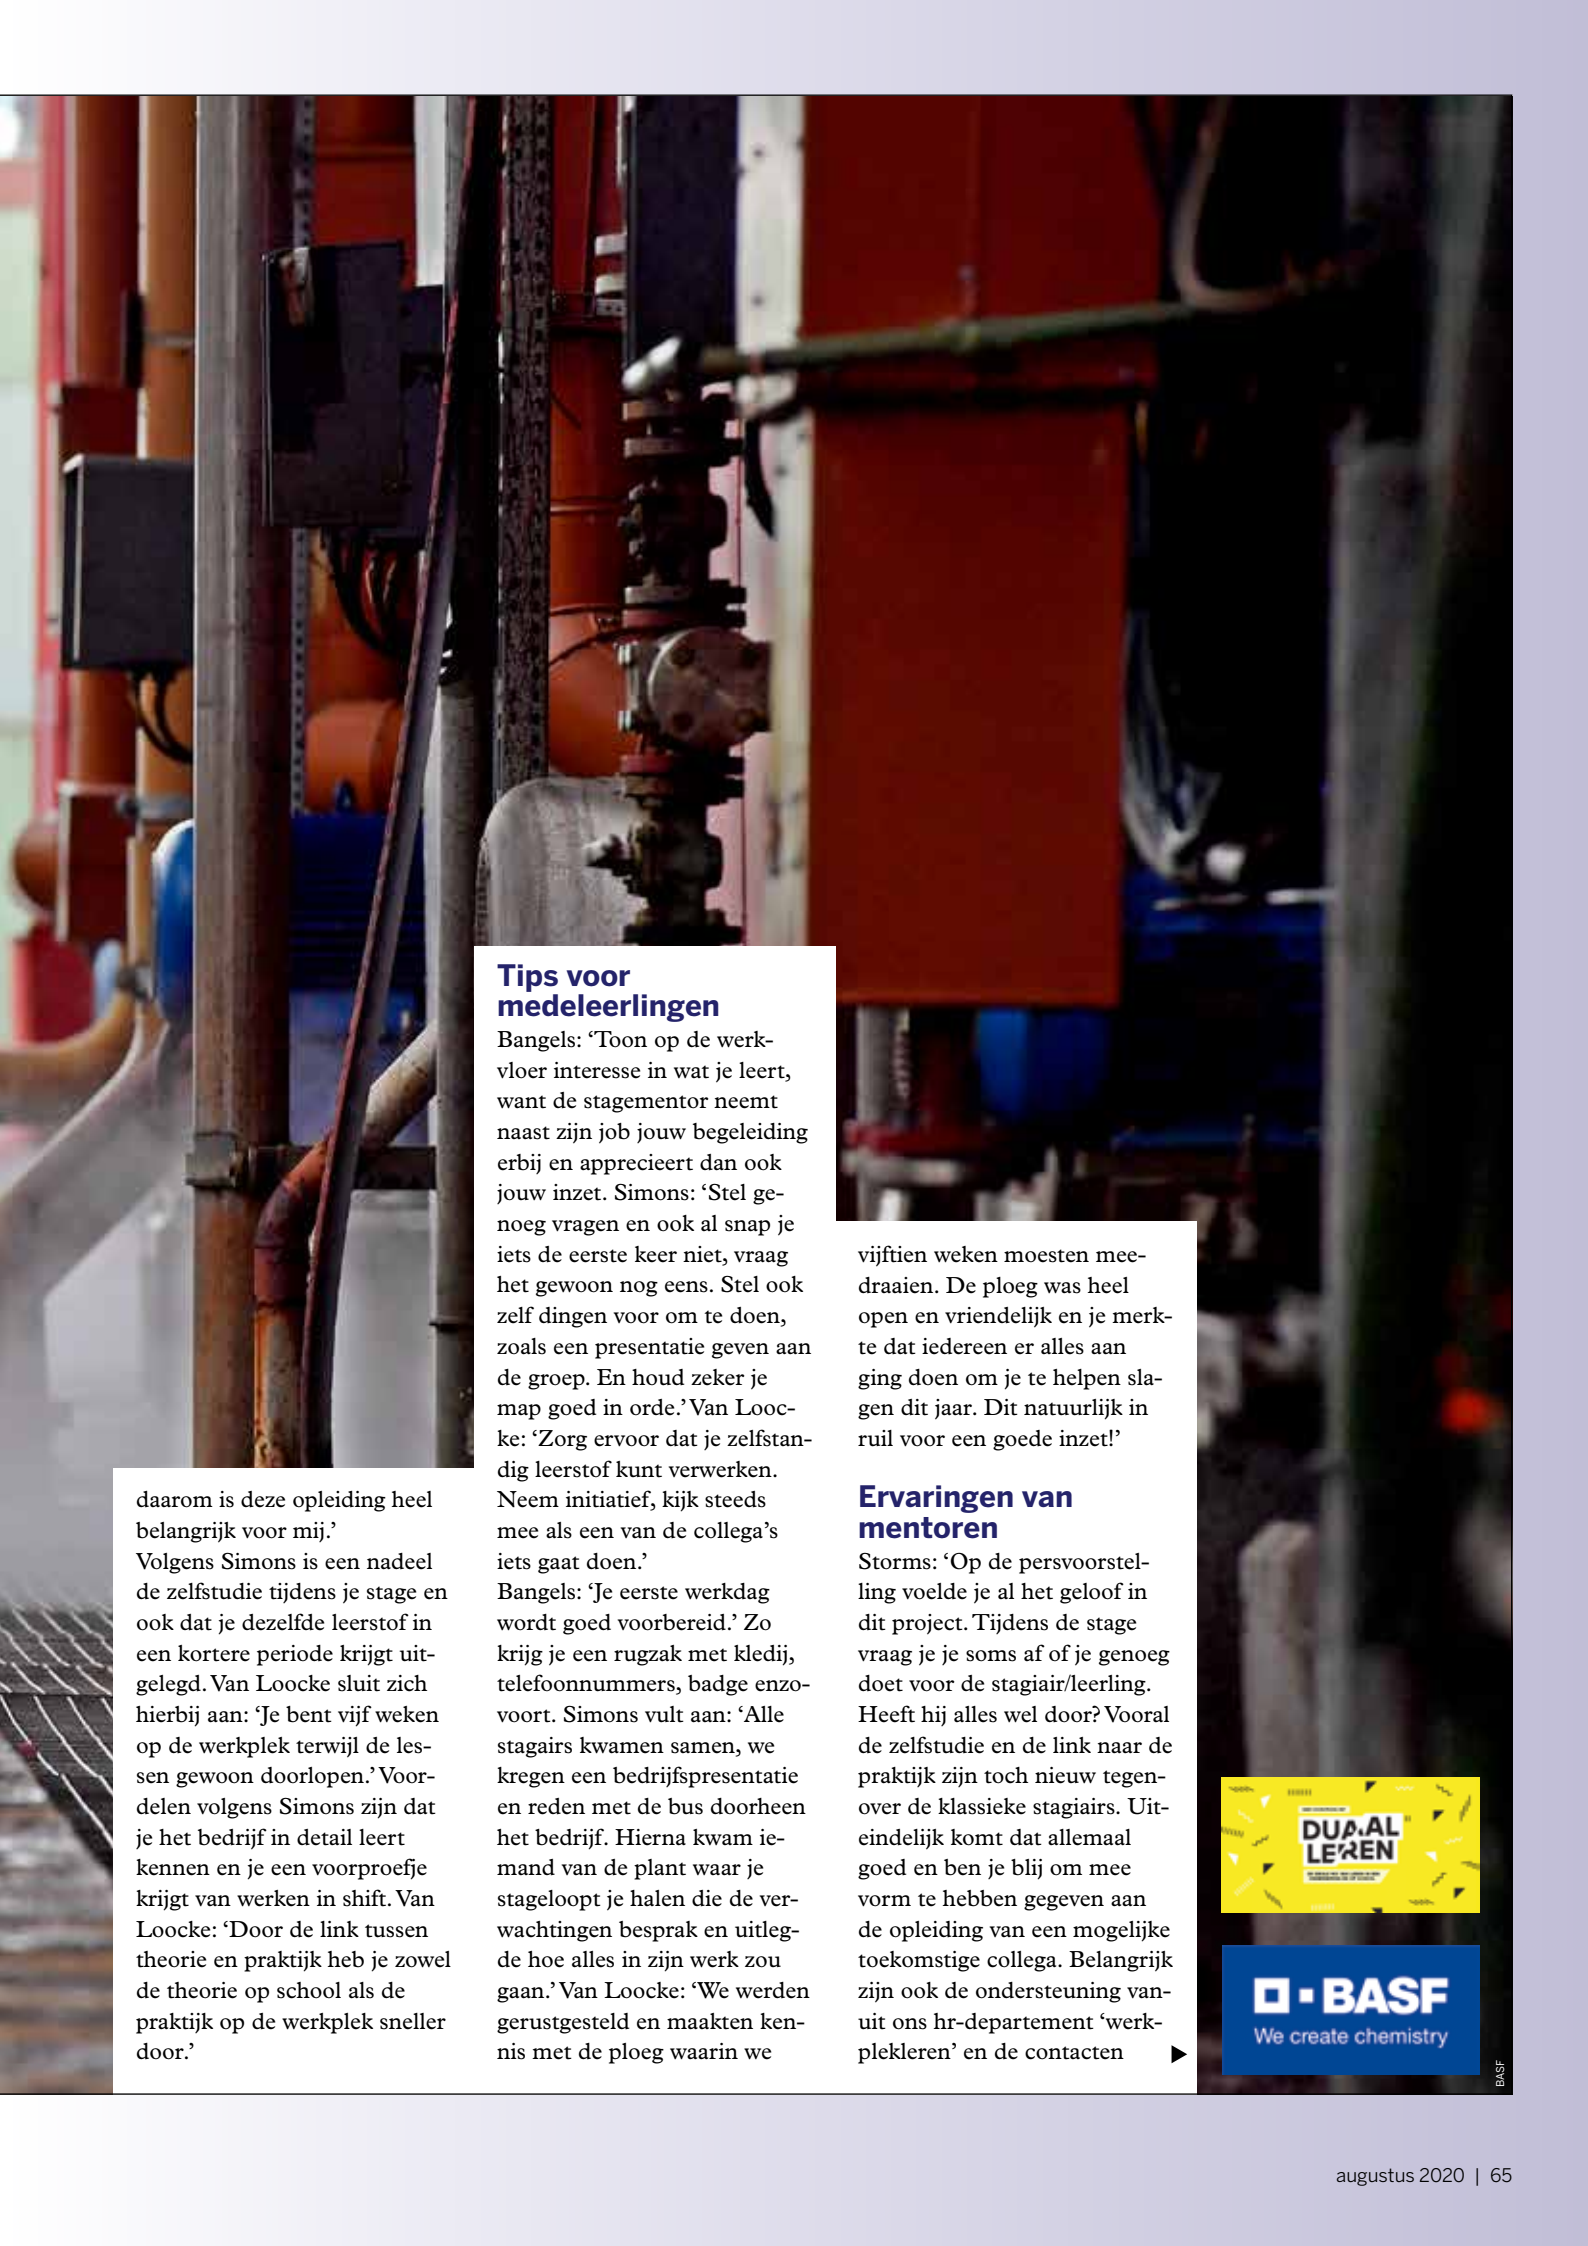 daarom is deze opleiding heel
belangrijk voor mij.’
Volgens Simons is een nadeel
de zelfstudie tijdens je stage en
ook dat je dezelfde leerstof in
een kortere periode krijgt uit-
gelegd. Van Loocke sluit zich
hierbij aan: ‘Je bent vijf weken
op de werkplek terwijl de les-
sen gewoon doorlopen.’ Voor-
delen volgens Simons zijn dat
je het bedrijf in detail leert
kennen en je een voorproefje
krijgt van werken in shift. Van
Loocke: ‘Door de link tussen
theorie en praktijk heb je zowel
de theorie op school als de
praktijk op de werkplek sneller
door.’
Tips voor
medeleerlingen
Bangels: ‘Toon op de werk-
vloer interesse in wat je leert,
want de stagementor neemt
naast zijn job jouw begeleiding
erbij en apprecieert dan ook
jouw inzet. Simons: ‘Stel ge-
noeg vragen en ook al snap je
iets de eerste keer niet, vraag
het gewoon nog eens. Stel ook
zelf dingen voor om te doen,
zoals een presentatie geven aan
de groep. En houd zeker je
map goed in orde.’ Van Looc-
ke: ‘Zorg ervoor dat je zelfstan-
dig leerstof kunt verwerken.
Neem initiatief, kijk steeds
mee als een van de collega’s
iets gaat doen.’
Bangels: ‘Je eerste werkdag
wordt goed voorbereid.’ Zo
krijg je een rugzak met kledij,
telefoonnummers, badge enzo-
voort. Simons vult aan: ‘Alle
stagairs kwamen samen, we
kregen een bedrijfspresentatie
en reden met de bus doorheen
het bedrijf. Hierna kwam ie-
mand van de plant waar je
stageloopt je halen die de ver-
wachtingen besprak en uitleg-
de hoe alles in zijn werk zou
gaan.’ Van Loocke: ‘We werden
gerustgesteld en maakten ken-
nis met de ploeg waarin we
vijftien weken moesten mee-
draaien. De ploeg was heel
open en vriendelijk en je merk-
te dat iedereen er alles aan
ging doen om je te helpen sla-
gen dit jaar. Dit natuurlijk in
ruil voor een goede inzet!’
Ervaringen van
mentoren
Storms: ‘Op de persvoorstel-
ling voelde je al het geloof in
dit project. Tijdens de stage
vraag je je soms af of je genoeg
doet voor de stagiair/leerling.
Heeft hij alles wel door? Vooral
de zelfstudie en de link naar de
praktijk zijn toch nieuw tegen-
over de klassieke stagiairs. Uit-
eindelijk komt dat allemaal
goed en ben je blij om mee
vorm te hebben gegeven aan
de opleiding van een mogelijke
toekomstige collega. Belangrijk
zijn ook de ondersteuning van-
uit ons hr-departement ‘werk-
plekleren’ en de contacten
DUAAL
LEREN
BASF
We create chemistry
BASF
augustus 2020 | 65